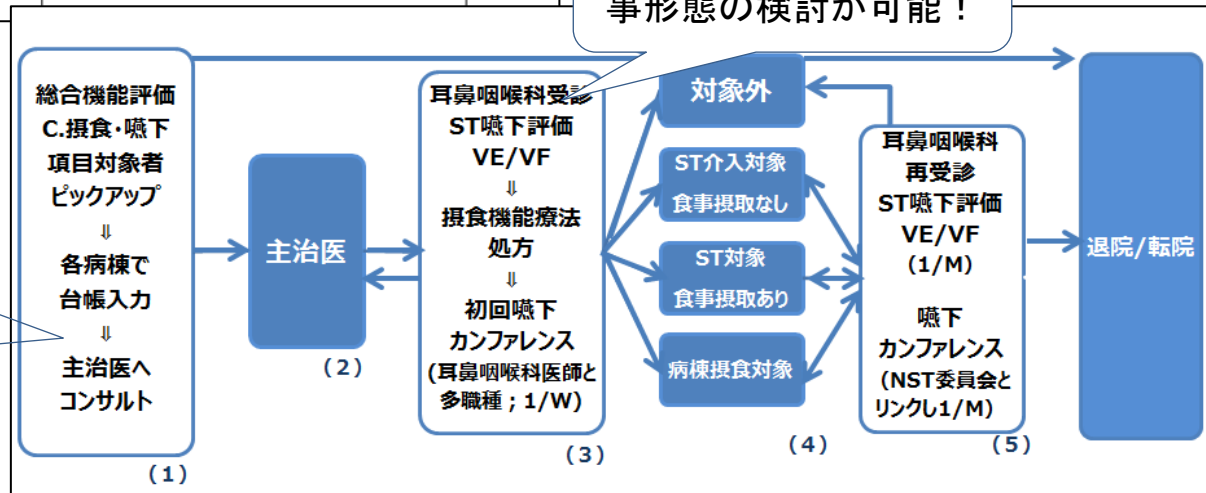 事形態の検討が可能！
総合機能評価
C.摂食・嚥下
項目対象者
ピックアップ
⇓
各病棟で
台帳入力
⇓
主治医へ
コンサルト
(1)
主治医
(2)
耳鼻咽喉科受診
ST嚥下評価
VE/VF
⇓
摂食機能療法
処方
⇓
初回嚥下
カンファレンス
(耳鼻咽喉科医師と
多職種；1/W)
(3)
対象外
ST介入対象
食事摂取なし
ST対象
食事摂取あり
病棟摂食対象
(4)
耳鼻咽喉科
再受診
ST嚥下評価
VE/VF
(1/M)
嚥下
カンファレンス
(NST委員会と
リンクし1/M)
(5)
退院/転院